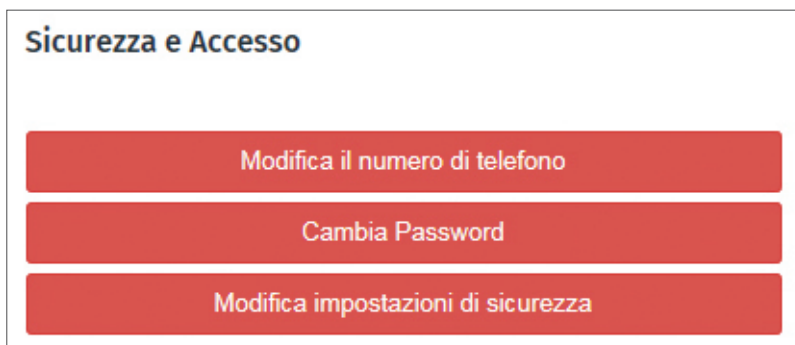 Sicurezza e Accesso
Modifica il numero di telefono
Cambia Password
Modifica impostazioni di sicurezza